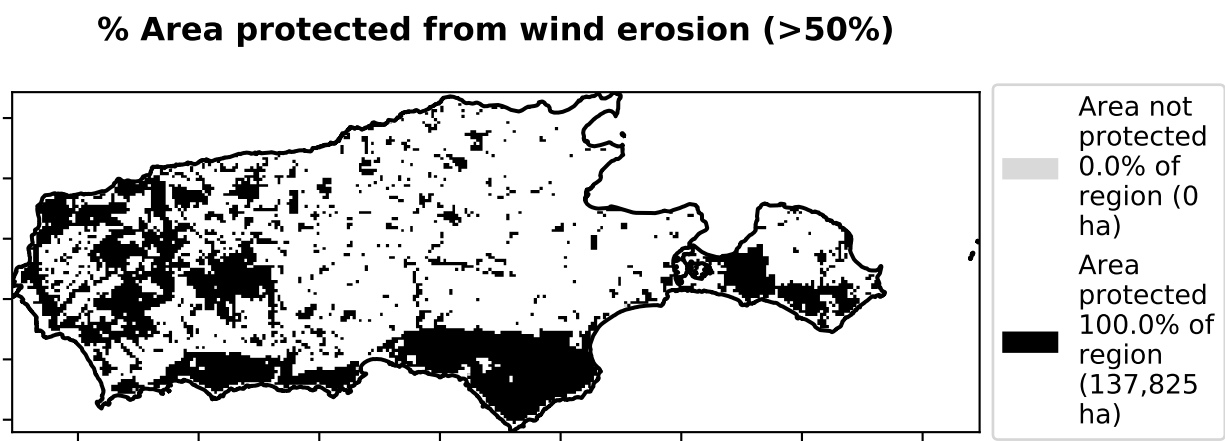 % Area protected from wind erosion (>50%)
Area not
protected
0.0% of
region (0
ha)
Area
protected
100.0% of
region
(137,825
ha)